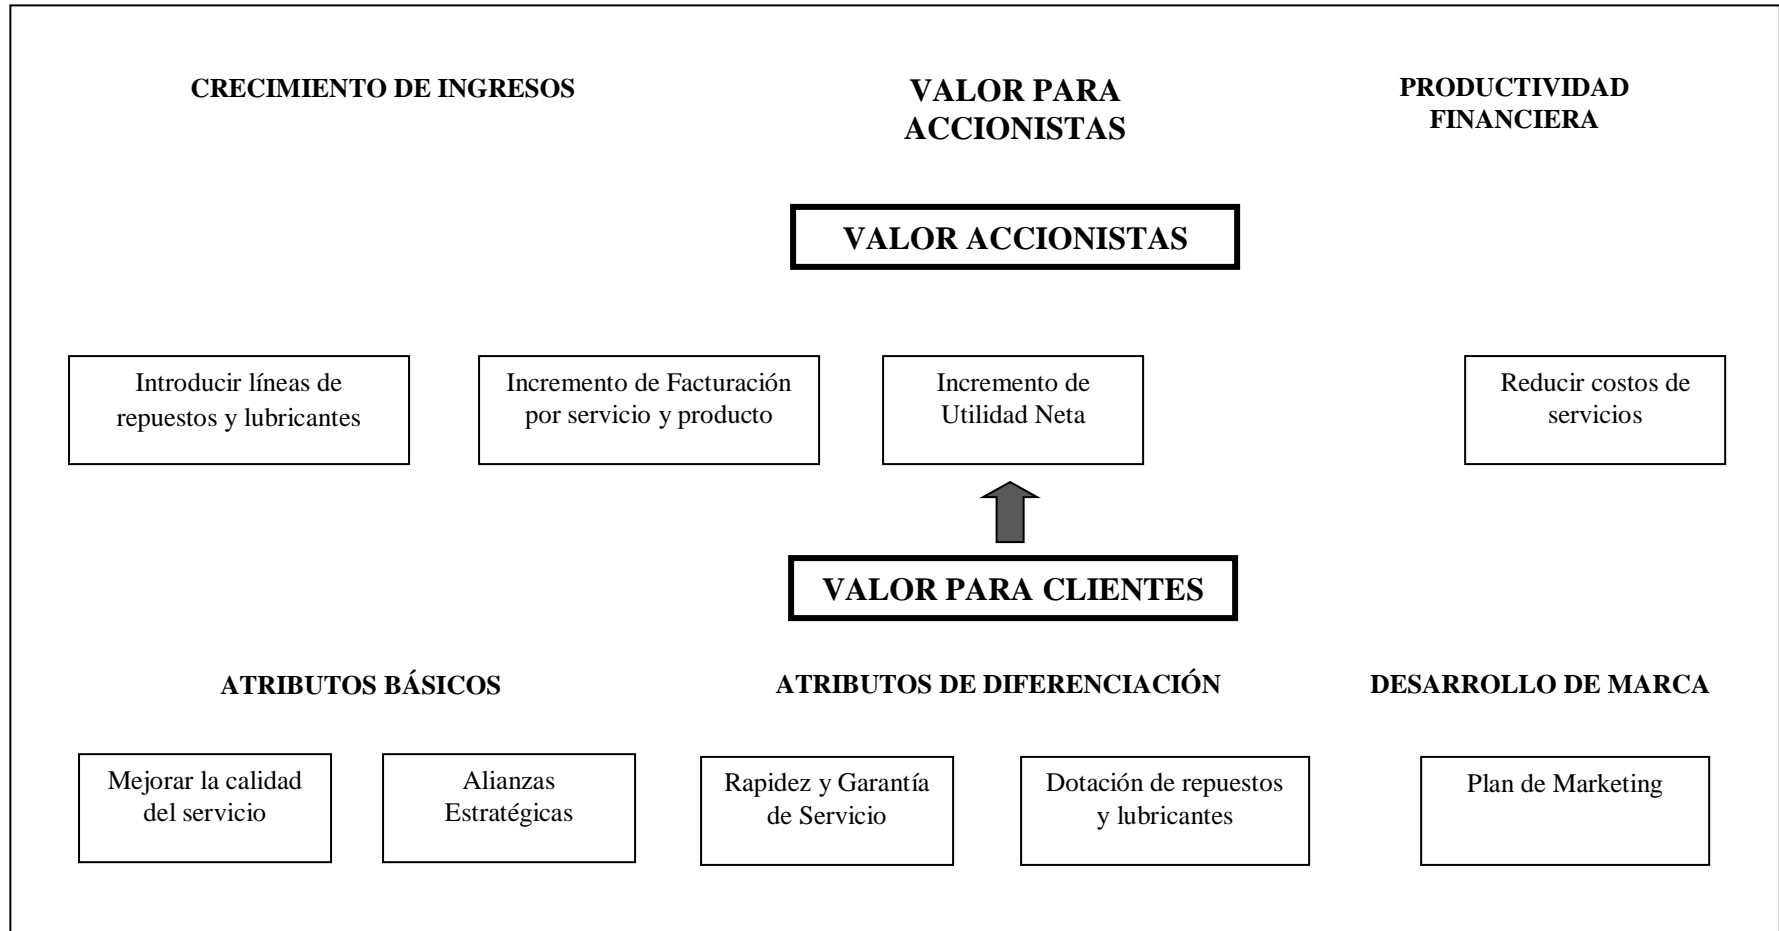 CRECIMIENTO DE INGRESOS
VALOR PARA
ACCIONISTAS
PRODUCTIVIDAD
FINANCIERA
VALOR ACCIONISTAS
Introducir líneas de
repuestos y lubricantes
Incremento de Facturación
por servicio y producto
Incremento de
Utilidad Neta
Reducir costos de
servicios
VALOR PARA CLIENTES
ATRIBUTOS BÁSICOS
ATRIBUTOS DE DIFERENCIACIÓN
DESARROLLO DE MARCA
Mejorar la calidad
del servicio
Alianzas
Estratégicas
Rapidez y Garantía
de Servicio
Dotación de repuestos
y lubricantes
Plan de Marketing